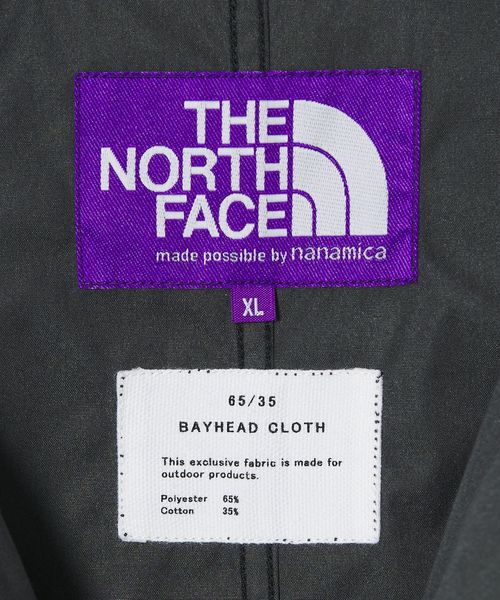 THE
NORTH
FACE
made possible by nanamica
XL
65/35
BAYHEAD CLOTH
This exclusive fabric is made for
outdoor products.
Polyester 65%
Cotton 35%